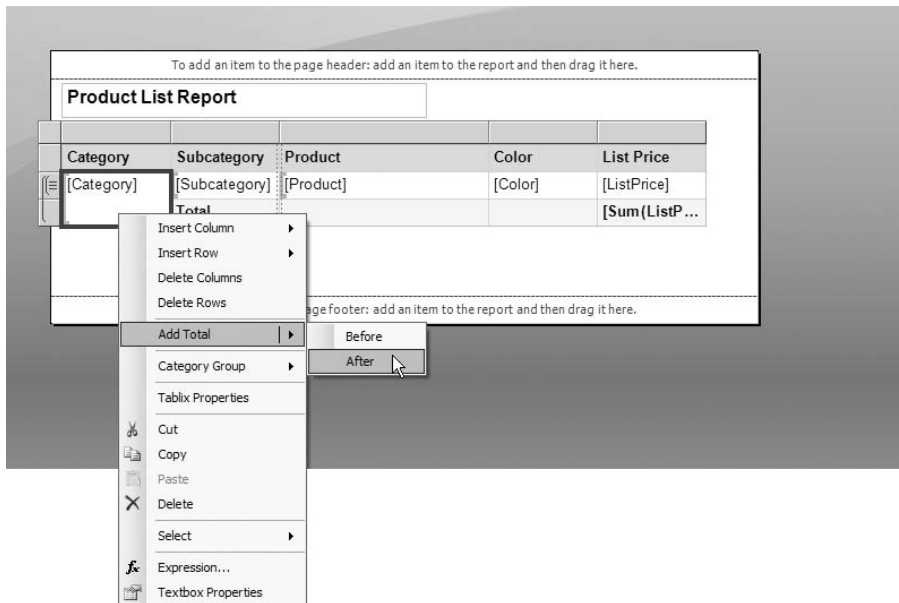 To add an item to the page header: add an item to the report and then drag it here.
Product List Report
Category Subcategory Product Color List Price
[Category] [Subcategory] [Product] [Color] [ListPrice]
Total [Sum(ListP...
Insert Column
Insert Row
Delete Columns
Delete Rows
age footer: add an item to the report and then drag it here.
Add Total
Before
After
Category Group
Tablix Properties
Cut
Copy
Paste
Delete
Select
fx Expression...
Textbox Properties